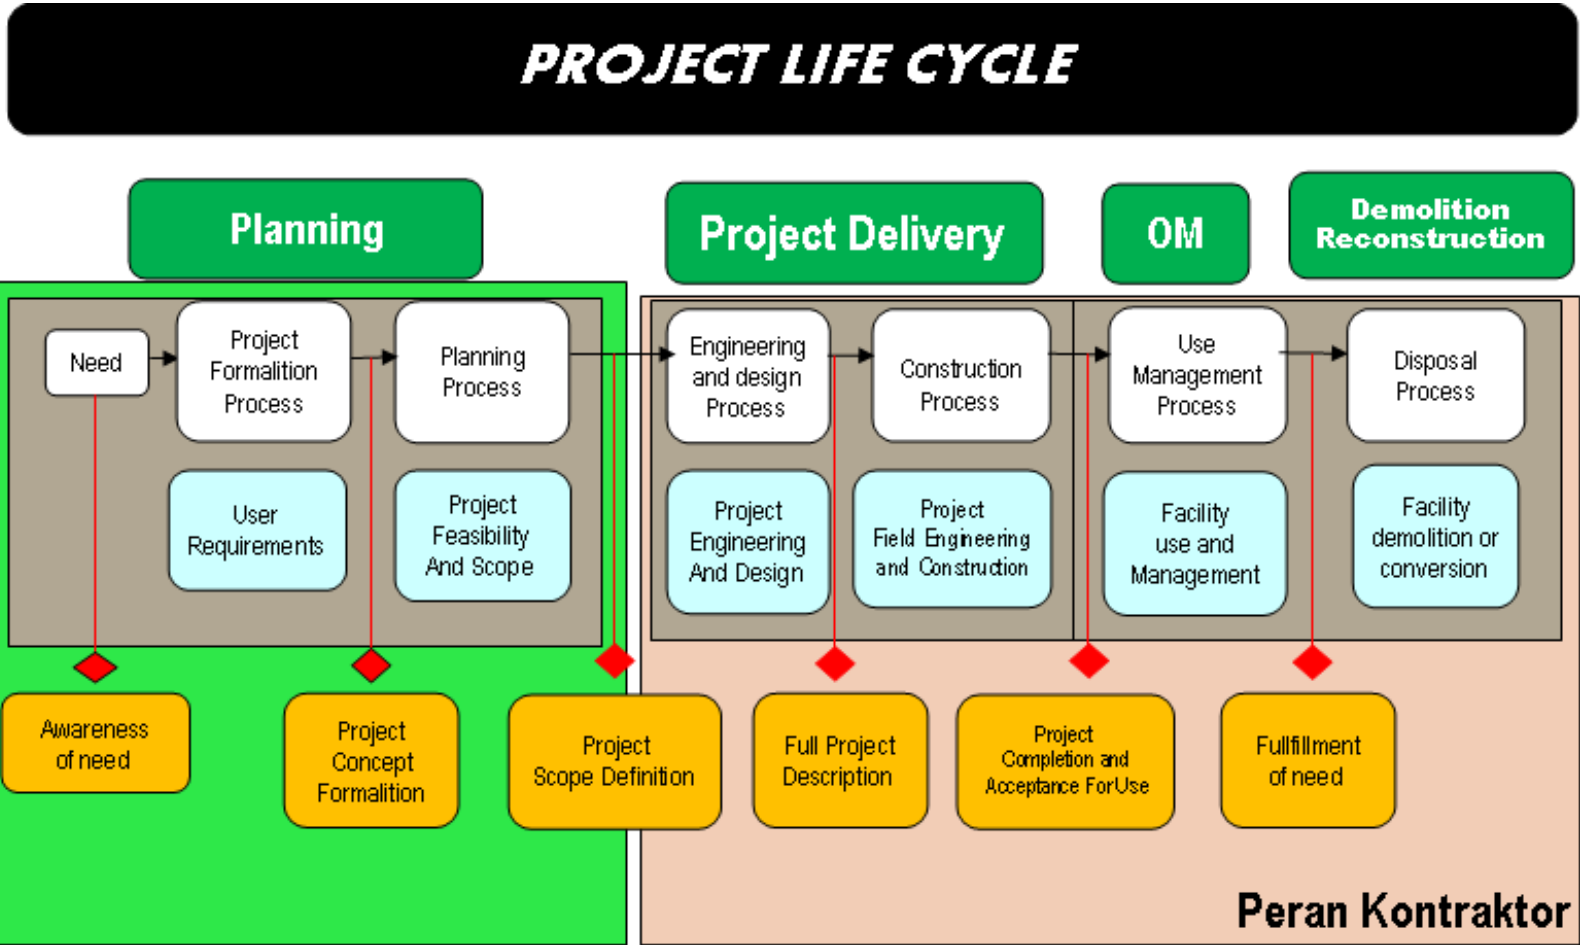 PROJECT LIFE CYCLE
Planning
Project Delivery
OM
Demolition
Reconstruction
Need
Project
Formalition
Process
Planning
Process
Engineering
and design
Process
Construction
Process
Use
Management
Process
Disposal
Process
User
Requirements
Project
Feasibility
And Scope
Project
Engineering
And Design
Project
Field Engineering
and Construction
Facility
use and
Management
Facility
demolition or
conversion
Awareness
of need
Project
Concept
Formalition
Project
Scope Definition
Full Project
Description
Project
Completion and
Acceptance ForUse
Fullfillment
of need
Peran Kontraktor